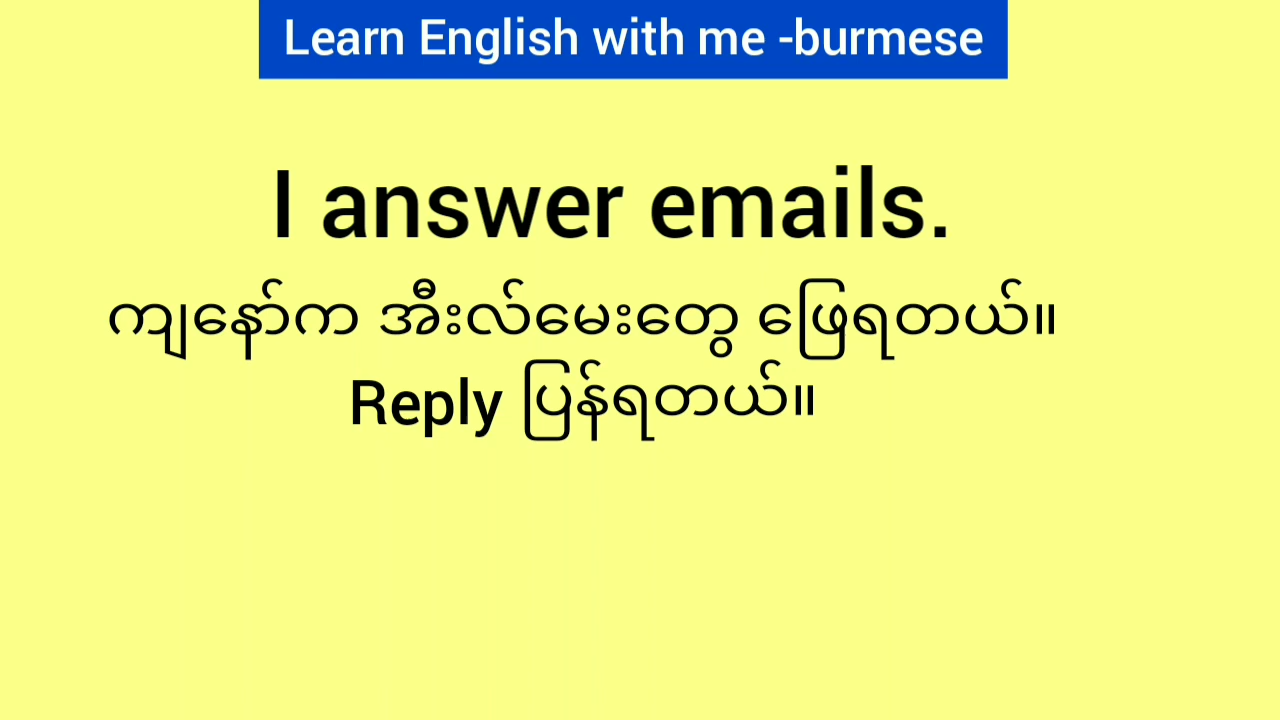 Learn English with me -burmese
I answer emails.
ကျနော်က အီးလ်မေးတွေ ဖြေရတယ်။
Reply ပြန်ရတယ်။